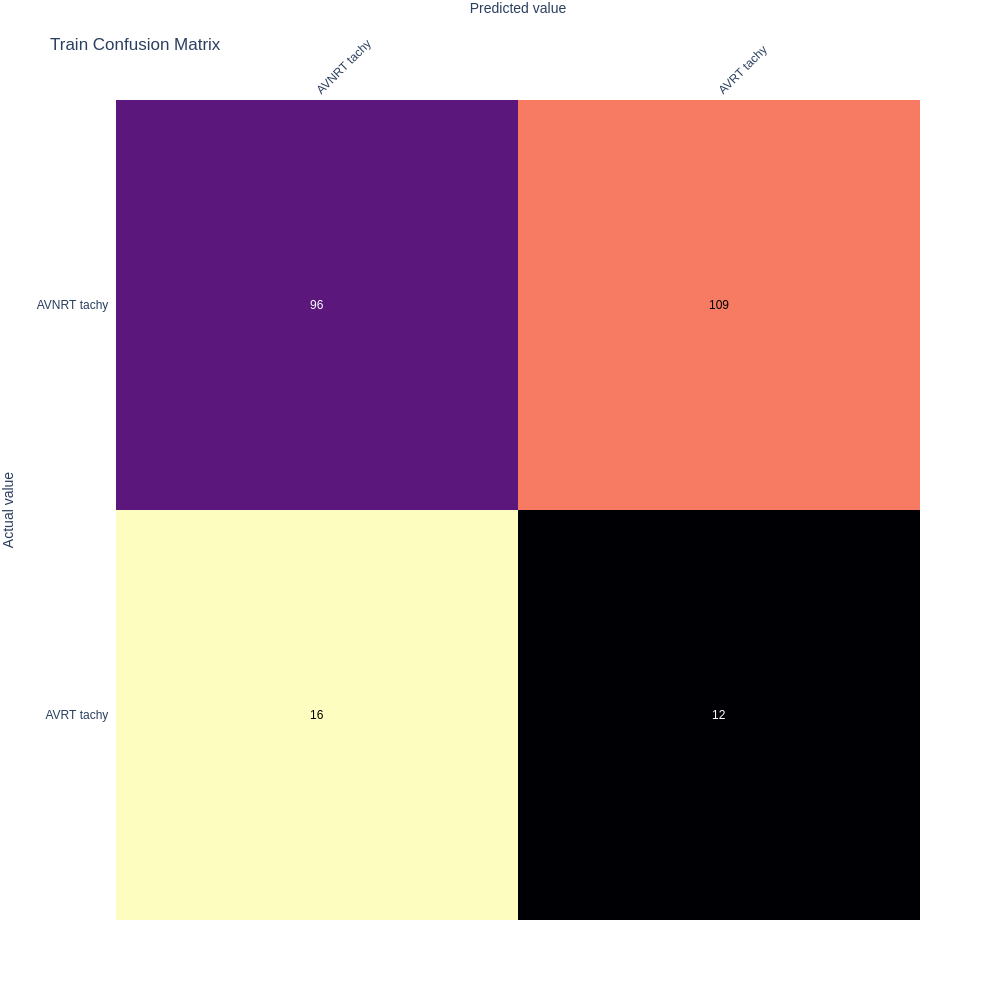 Predicted value
Train Confusion Matrix
AVNRT tachy
AVRT tachy
AVNRT tachy
96
109
Actual value
AVRT tachy
16
12